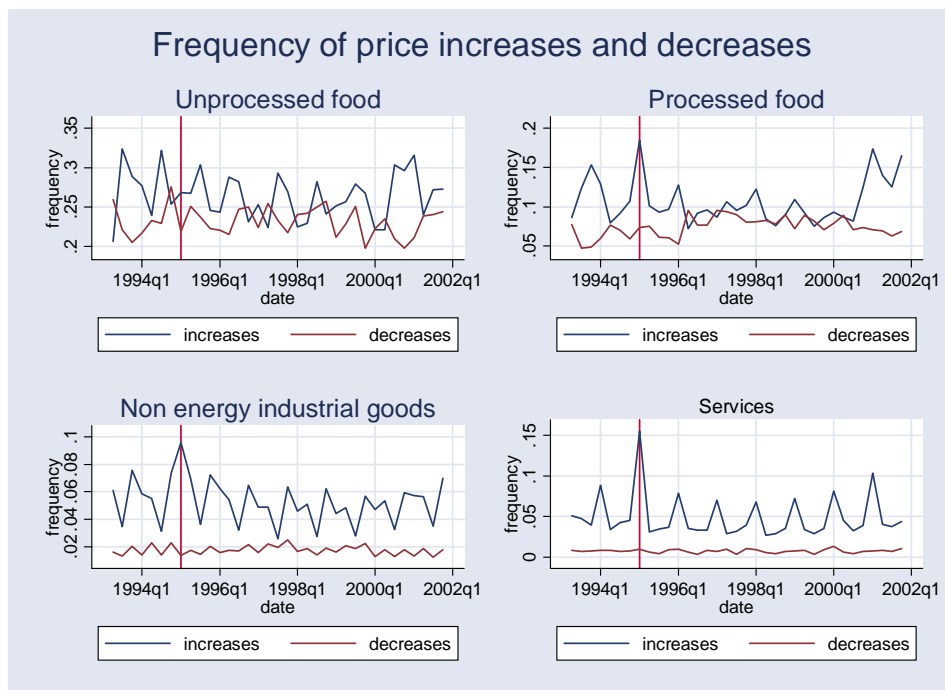 Frequency of price increases and decreases
Unprocessed food
frequency
.35
.3
.25
.2
1994q1 1996q1 1998q1 2000q1 2002q1
date
increases decreases
Processed food
frequency
.2
.15
.1
.05
1994q1 1996q1 1998q1 2000q1 2002q1
date
increases decreases
Non energy industrial goods
frequency
.1
.08
.06
.04
.02
1994q1 1996q1 1998q1 2000q1 2002q1
date
increases decreases
Services
frequency
.15
.1
.05
0
1994q1 1996q1 1998q1 2000q1 2002q1
date
increases decreases